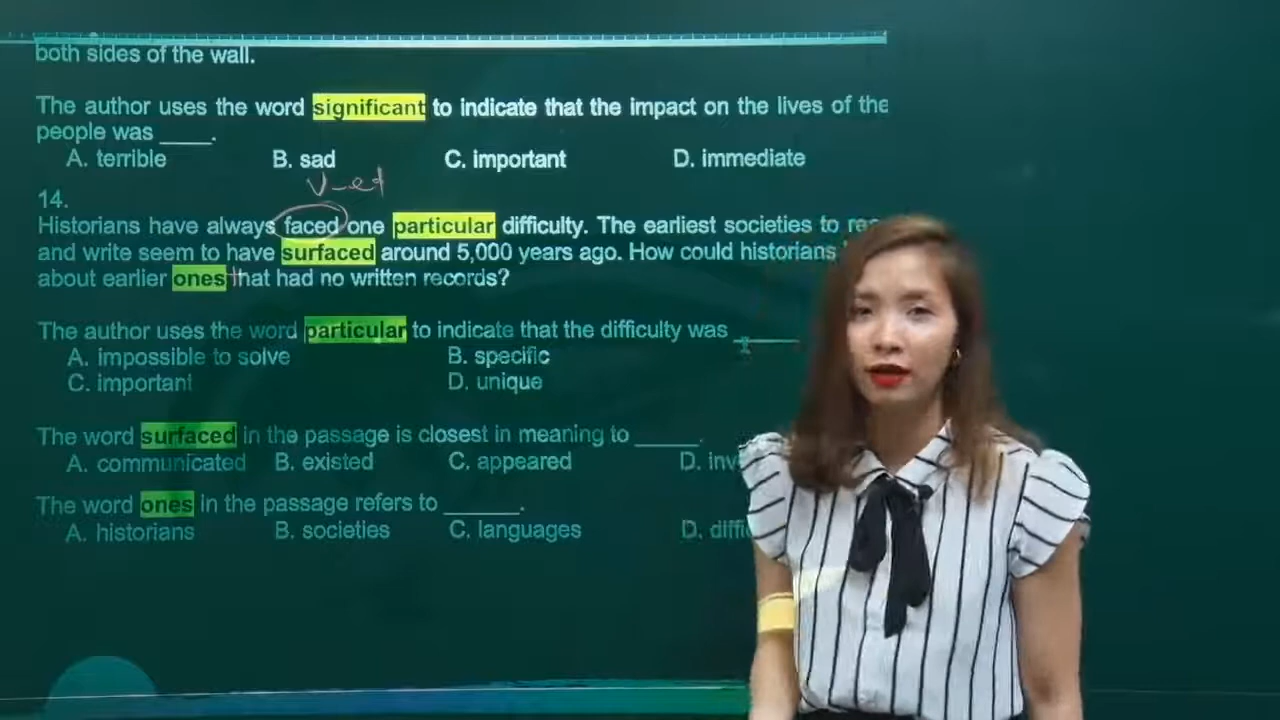 both sides of the wall.
The author uses the word significant to indicate that the impact on the lives of the
people was ____.
A. terrible B. sad C. important D. immediate
V-ed
14.
Historians have always faced one particular difficulty. The earliest societies to
and write seem to have surfaced around 5,000 years ago. How could historians
about earlier ones that had no written records?
The author uses the word particular to indicate that the difficulty was _____
A. impossible to solve B. specific
C. important D. unique
The word surfaced in the passage is closest in meaning to _____.
A. communicated B. existed C. appeared D.
The word ones in the passage refers to ______.
A. historians B. societies C. languages D.